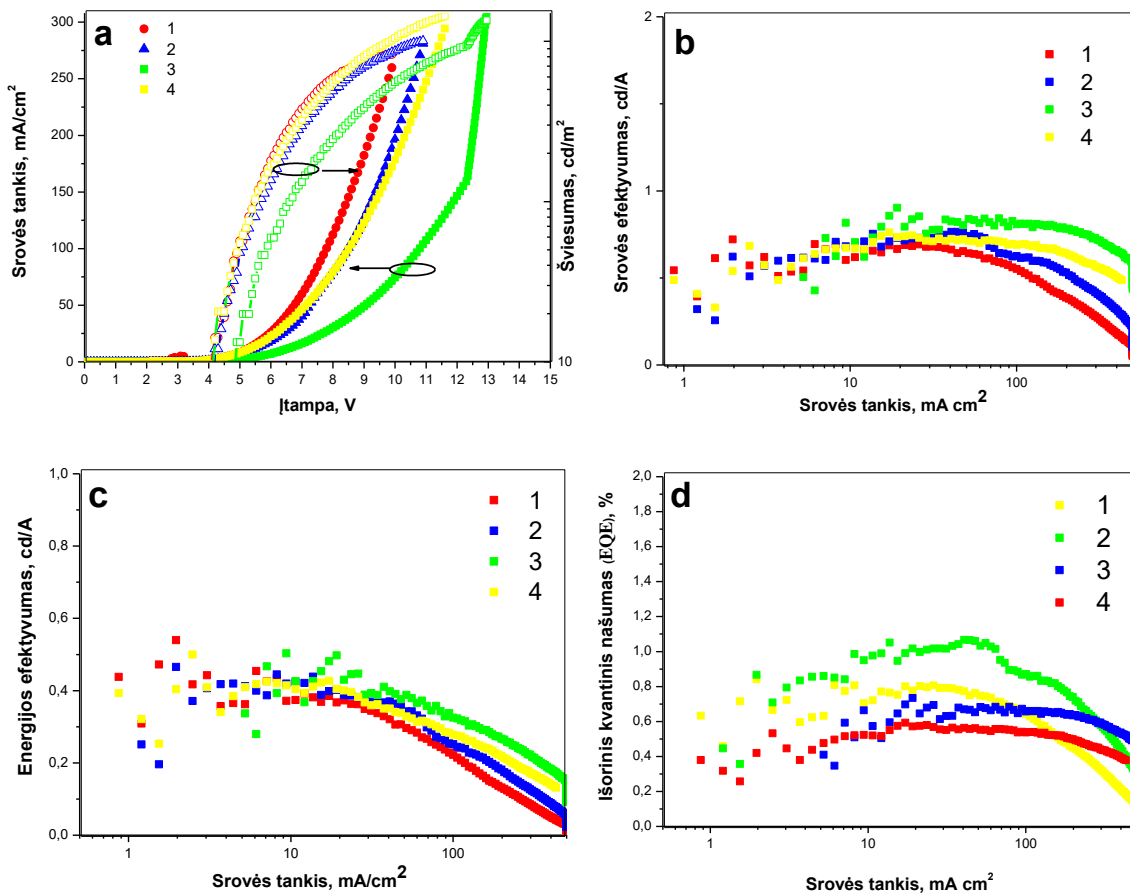 a
1
2
3
4
Srovės tankis, mA/cm²
300
250
200
150
100
50
0
0 1 2 3 4 5 6 7 8 9 10 11 12 13 14 15
Įtampa, V
10
Šviesumas, cd/m²
b
1
2
3
4
Srovės efektyvumas, cd/A
2
1
0
1 10 100
Srovės tankis, mA cm²
c
1
2
3
4
Energijos efektyvumas, cd/A
1,0
0,8
0,6
0,4
0,2
0,0
1 10 100
Srovės tankis, mA/cm²
d
1
2
3
4
Išorinis kvantinis našumas (EQE), %
2,0
1,8
1,6
1,4
1,2
1,0
0,8
0,6
0,4
0,2
0,0
1 10 100
Srovės tankis, mA cm²